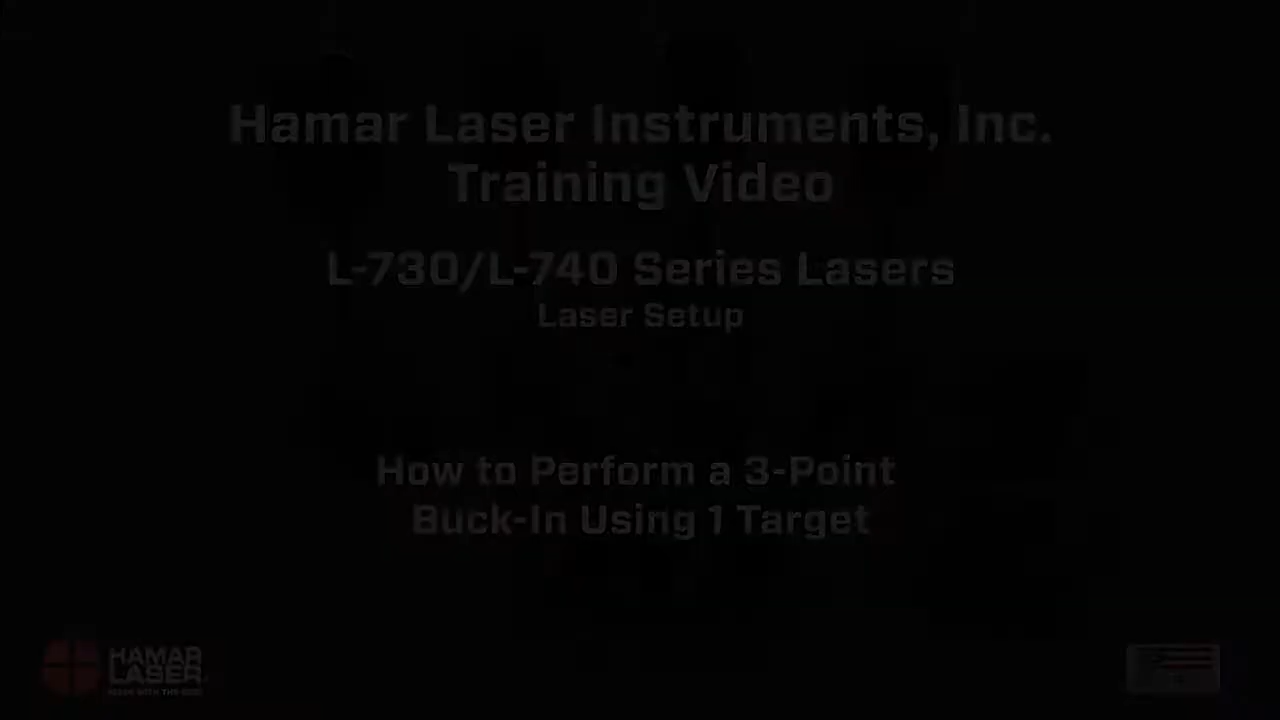 Hamar Laser Instruments, Inc.
Training Video
L-730/L-740 Series Lasers
Laser Setup
How to Perform a 3-Point
Buck-In Using 1 Target
HAMAR
LASER